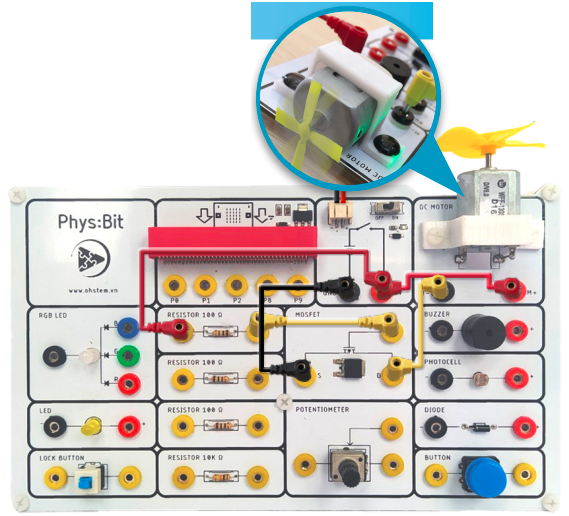 DC MOTOR
OFF ON
DC MOTOR
Phys:Bit
www.ohstem.vn
P0 P1 P2 P8 P9
M+
RGB LED
RESISTOR 100 Ω
MOSFET
BUZZER
+
RESISTOR 100 Ω
S
D
PHOTOCELL
+
LED
+
RESISTOR 100 Ω
POTENTIOMETER
DIODE
+
LOCK BUTTON
RESISTOR 10K Ω
BUTTON